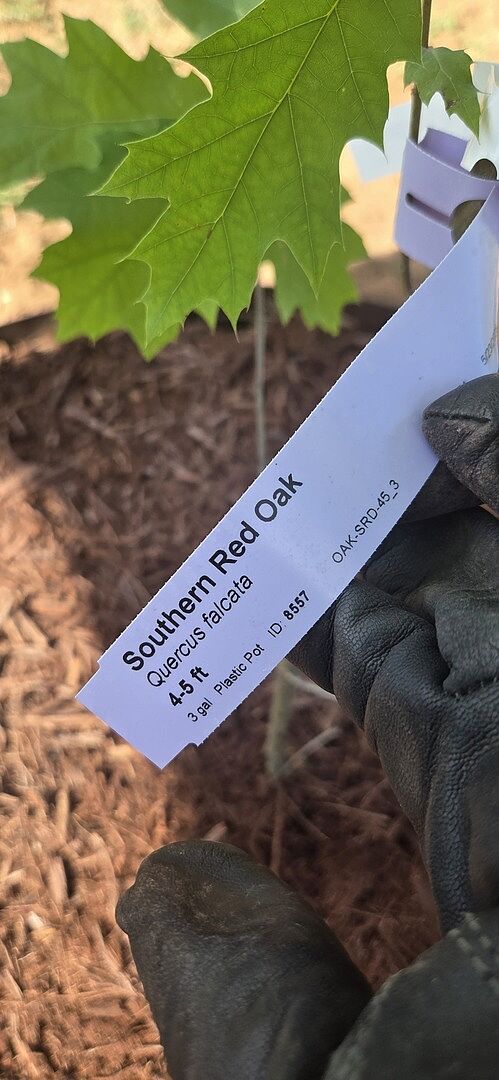 Southern Red Oak
Quercus falcata
4-5 ft
3 gal Plastic Pot ID: 8557
OAK-SRD-45_3